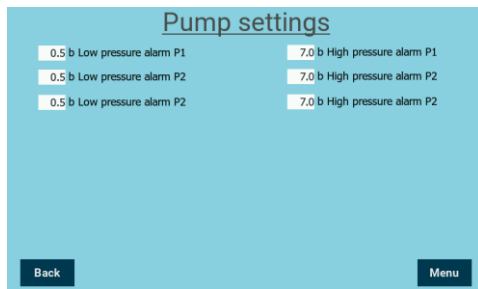 Pump settings
0.5 b Low pressure alarm P1
7.0 b High pressure alarm P1
0.5 b Low pressure alarm P2
7.0 b High pressure alarm P2
0.5 b Low pressure alarm P2
7.0 b High pressure alarm P2
Back
Menu